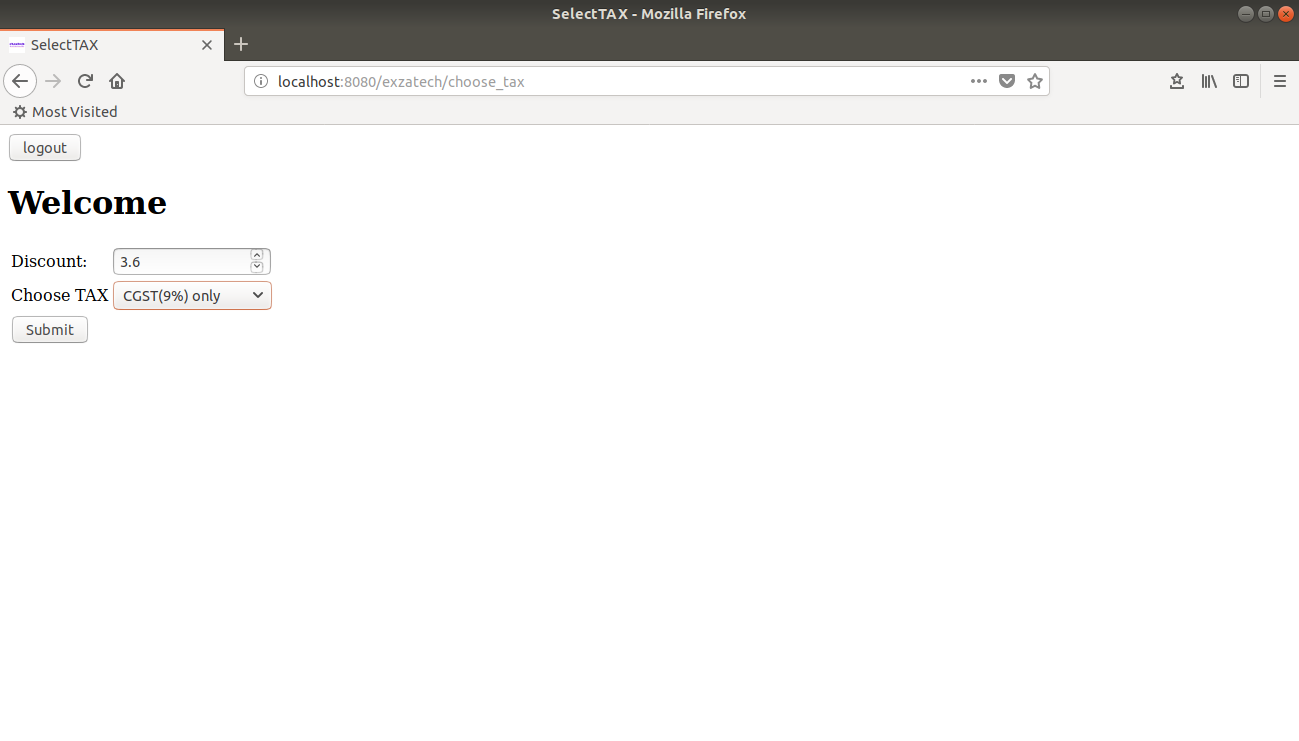 SelectTAX - Mozilla Firefox
SelectTAX
localhost:8080/exzatech/choose_tax
Most Visited
logout
Welcome
Discount: 3.6
Choose TAX CGST(9%) only
Submit